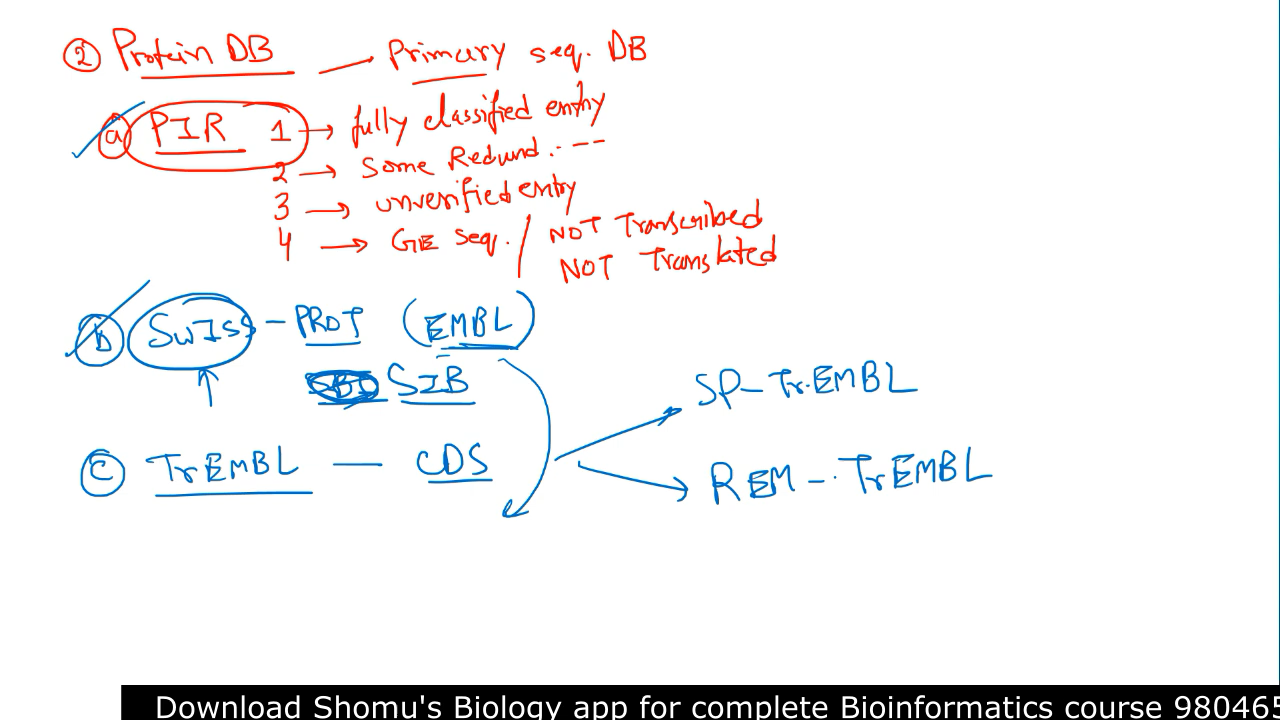 ② Protein DB — Primary seq. DB
ⓐ PIR 1 → fully classified entry
2 → Some Redund. - - -
3 → unverified entry
4 → GE seq. / NOT Transcribed
NOT Translated
ⓑ SWISS - PROT (EMBL)
SIB
SP-Tr.EMBL
ⓒ TrEMBL — CDS
REM-.TrEMBL
Download Shomu's Biology app for complete Bioinformatics course 980465